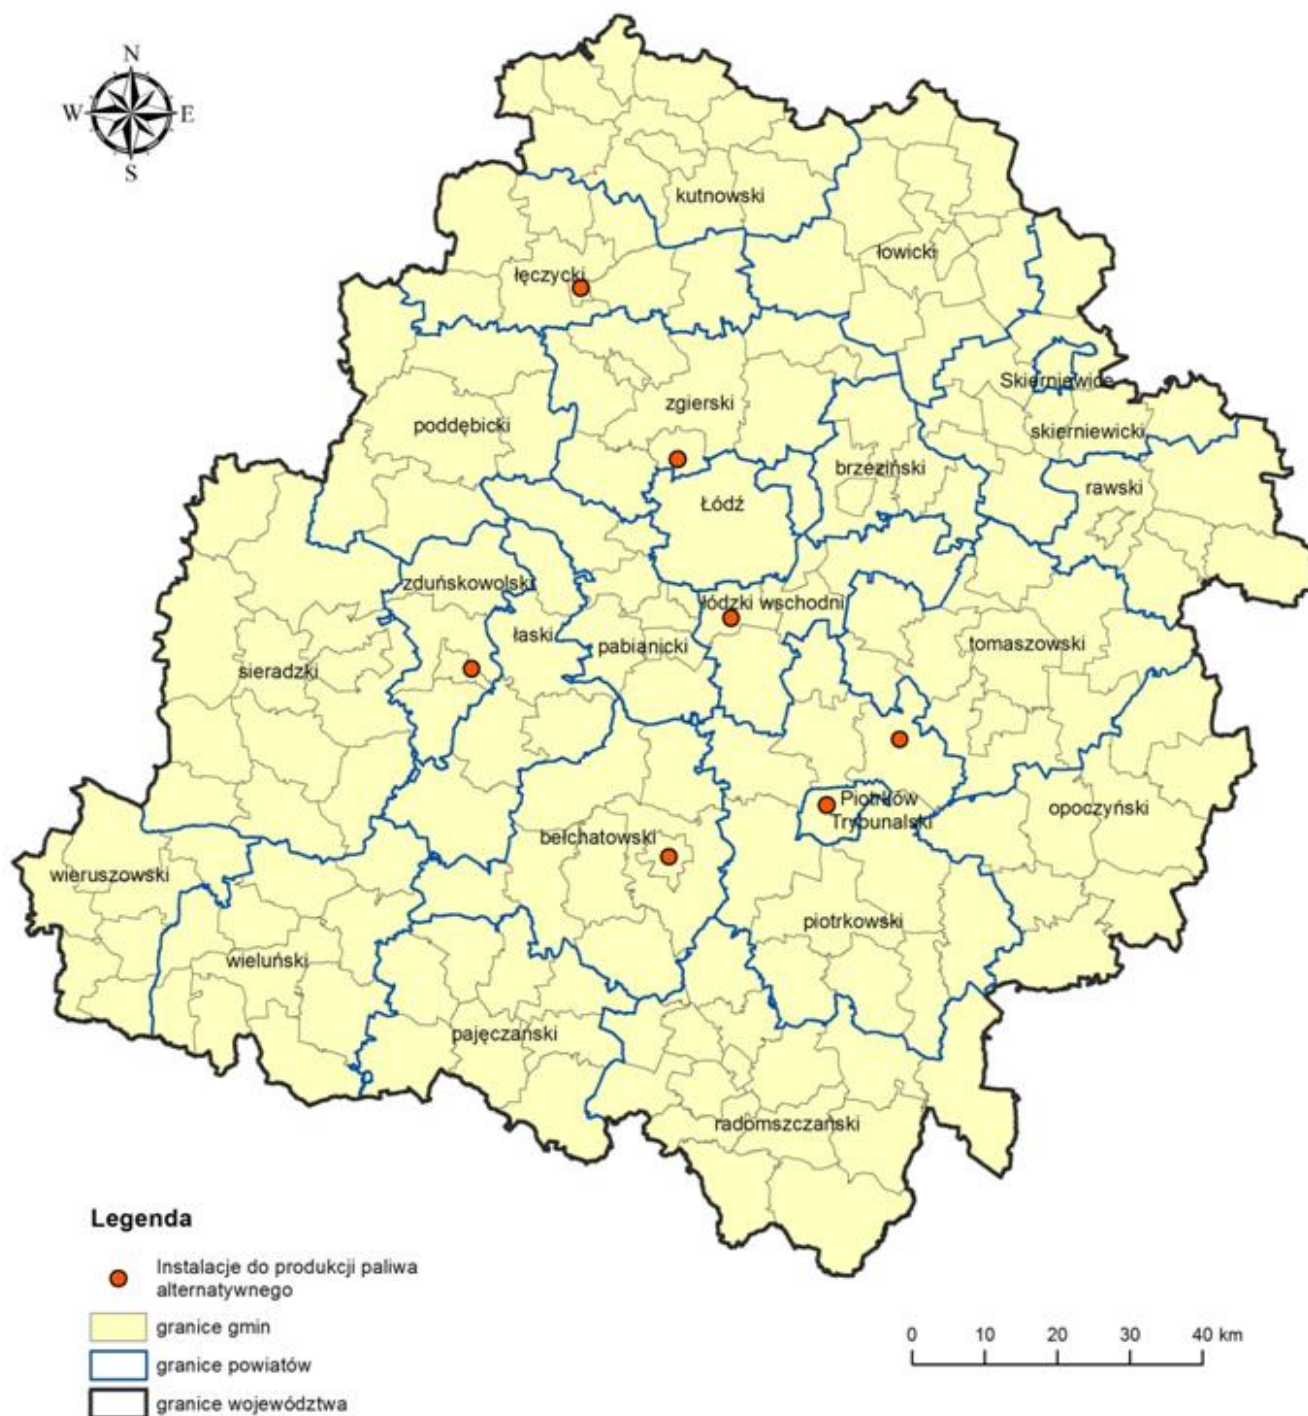 N
W E
S
kutnowski
łowicki
łęczycki
Skierniewice
zgierski
poddębicki
skierniewicki
brzeziński
rawski
Łódź
zduńskowolski
łódzki wschodni
łaski
pabianicki
tomaszowski
sieradzki
Piotrków
Trybunalski
opoczyński
bełchatowski
wieruszowski
piotrkowski
wieluński
pajęczański
radomszczański
Legenda
Instalacje do produkcji paliwa
alternatywnego
granice gmin
granice powiatów
granice województwa
0 10 20 30 40 km